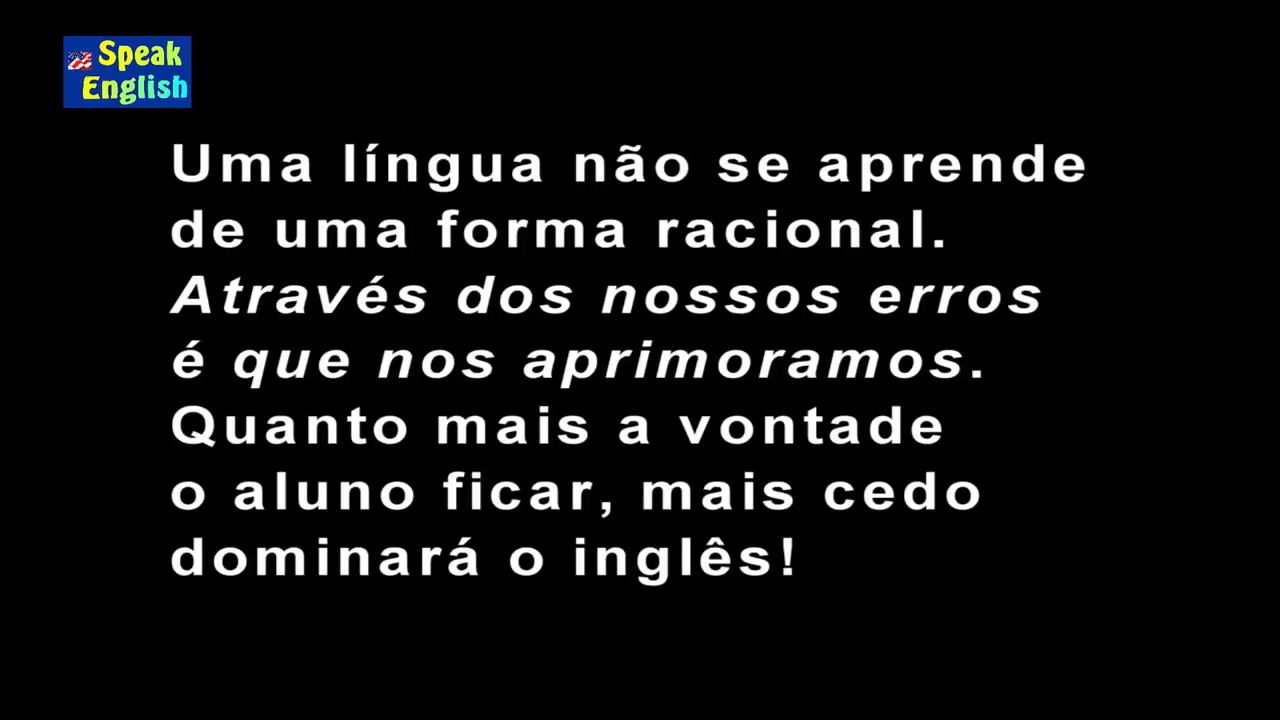 Speak
English
Uma língua não se aprende
de uma forma racional.
Através dos nossos erros
é que nos aprimoramos.
Quanto mais a vontade
o aluno ficar, mais cedo
dominará o inglês!